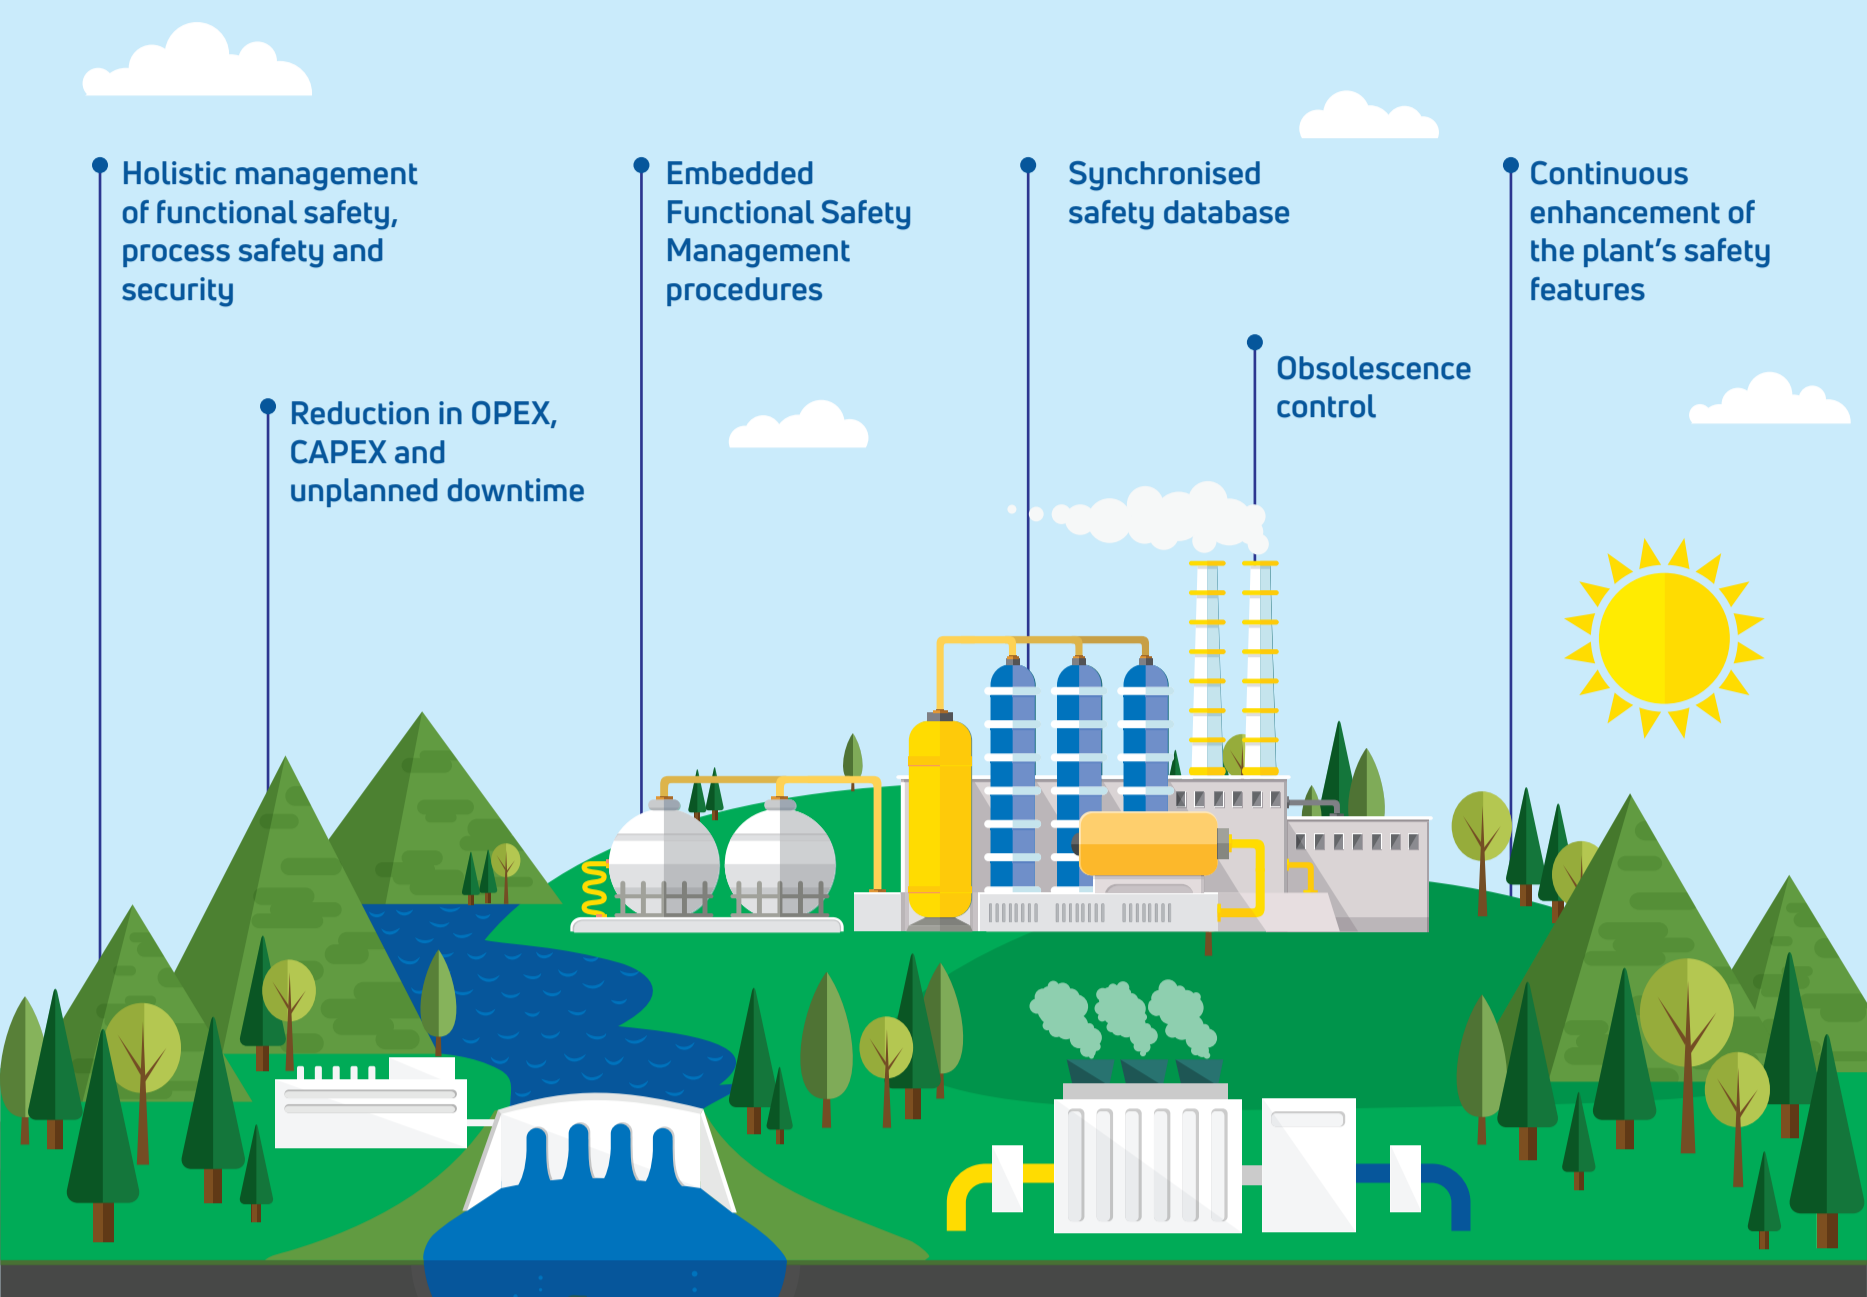 Holistic management
of functional safety,
process safety and
security
Reduction in OPEX,
CAPEX and
unplanned downtime
Embedded
Functional Safety
Management
procedures
Synchronised
safety database
Obsolescence
control
Continuous
enhancement of
the plant’s safety
features